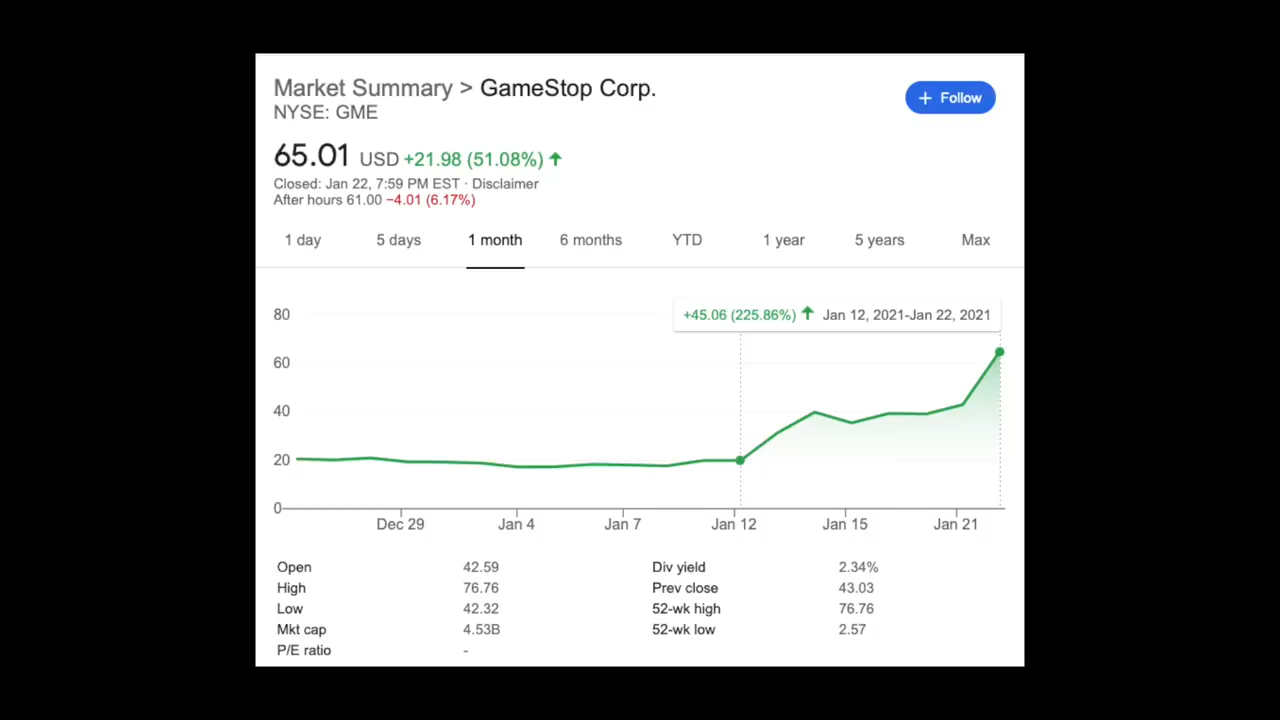 Market Summary > GameStop Corp.
NYSE: GME
+ Follow
65.01 USD +21.98 (51.08%) ↑
Closed: Jan 22, 7:59 PM EST · Disclaimer
After hours 61.00 −4.01 (6.17%)
1 day 5 days 1 month 6 months YTD 1 year 5 years Max
+45.06 (225.86%) ↑ Jan 12, 2021-Jan 22, 2021
80
60
40
20
0
Dec 29 Jan 4 Jan 7 Jan 12 Jan 15 Jan 21
Open 42.59 Div yield 2.34%
High 76.76 Prev close 43.03
Low 42.32 52-wk high 76.76
Mkt cap 4.53B 52-wk low 2.57
P/E ratio -